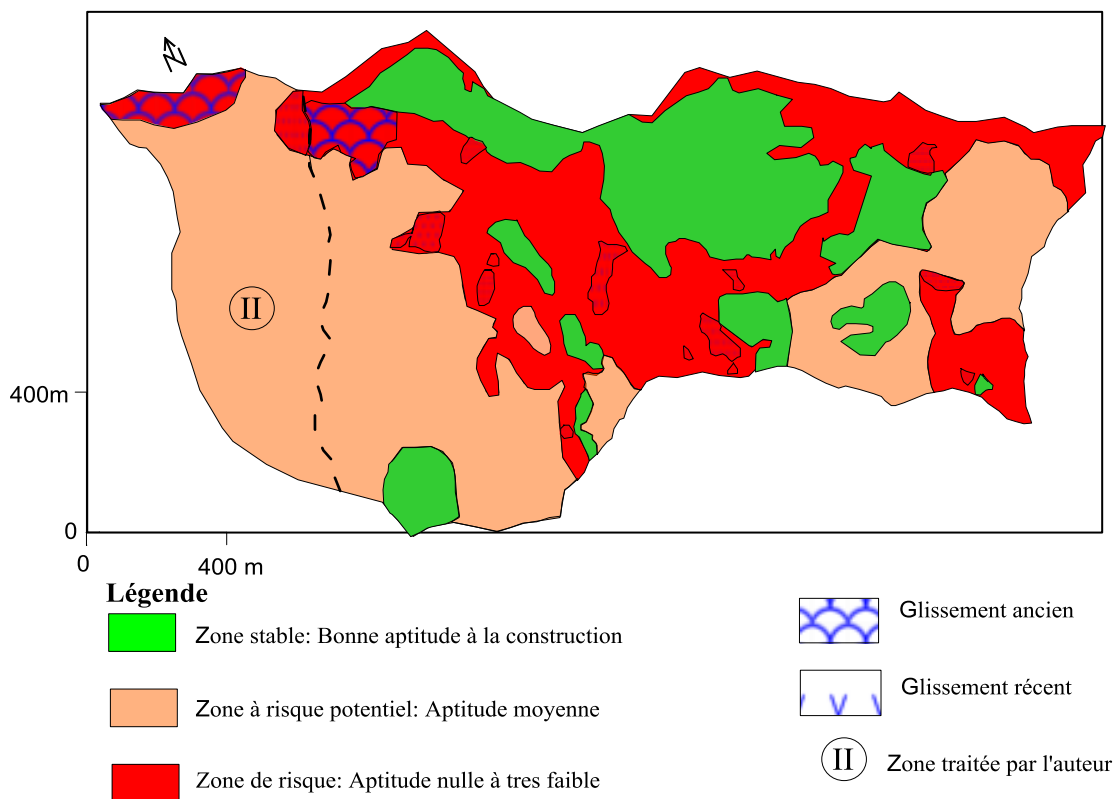 N
II
400m
0
0
400 m
Légende
Zone stable: Bonne aptitude à la construction
Zone à risque potentiel: Aptitude moyenne
Zone de risque: Aptitude nulle à tres faible
Glissement ancien
Glissement récent
II Zone traitée par l'auteur